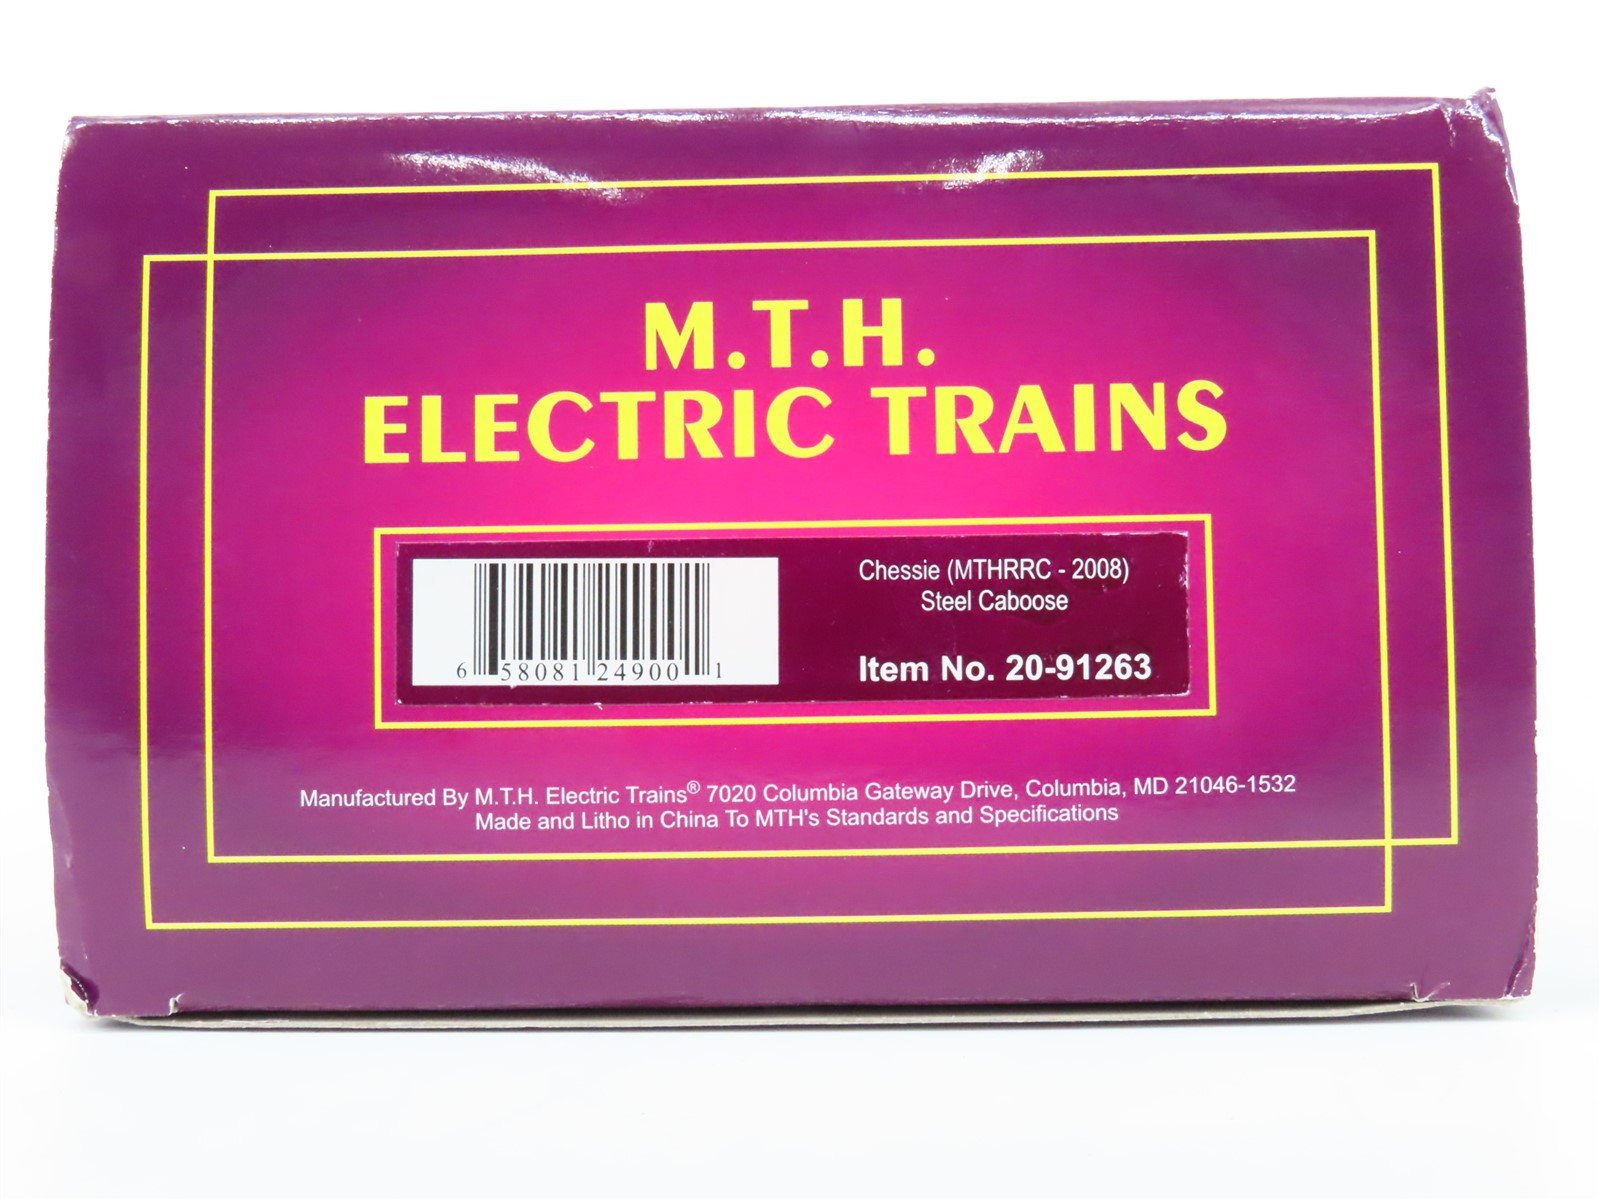 M.T.H.
ELECTRIC TRAINS
Chessie (MTHRRC - 2008)
Steel Caboose
Item No. 20-91263
6 58081 24900 1
Manufactured By M.T.H. Electric Trains® 7020 Columbia Gateway Drive, Columbia, MD 21046-1532
Made and Litho in China To MTH's Standards and Specifications